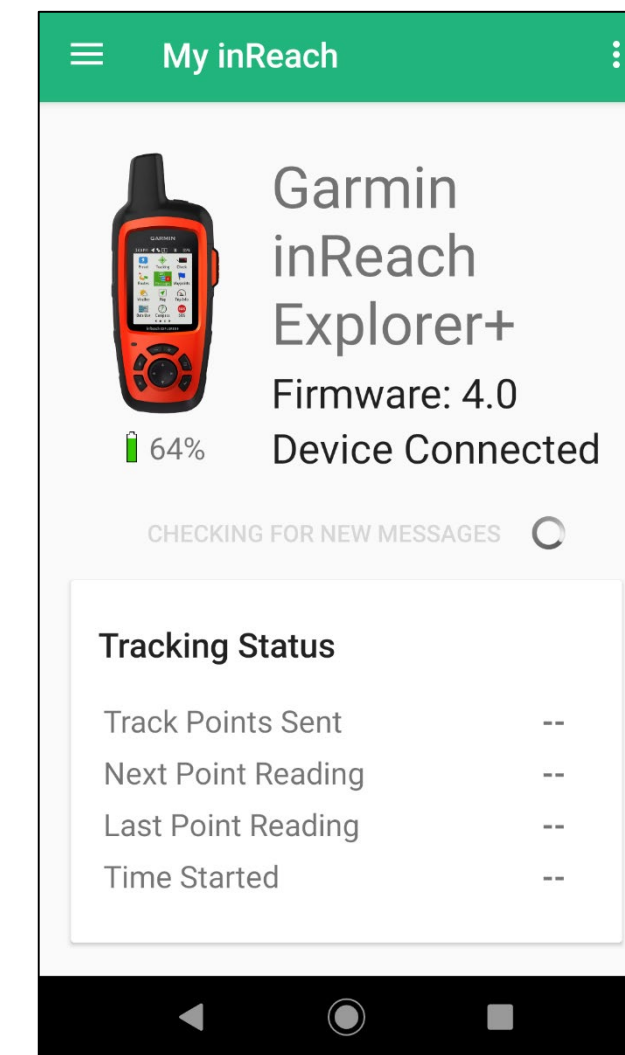 My inReach
GARMIN
Garmin
inReach
Explorer+
Firmware: 4.0
64%
Device Connected
CHECKING FOR NEW MESSAGES
Tracking Status
Track Points Sent --
Next Point Reading --
Last Point Reading --
Time Started --